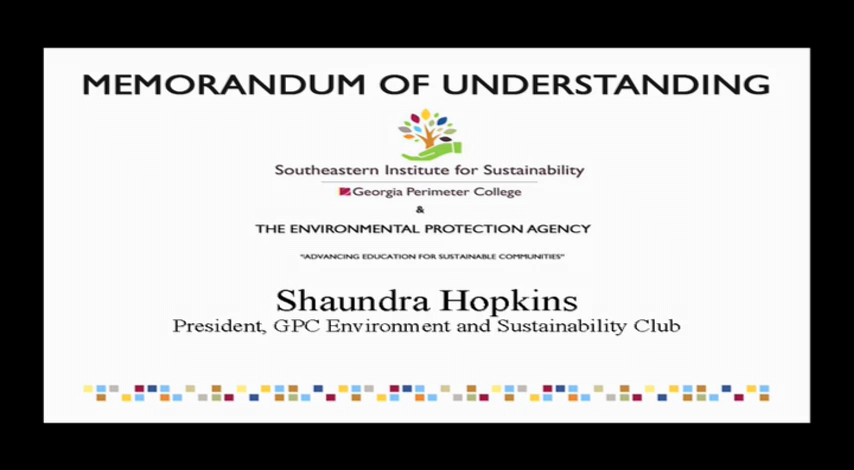 MEMORANDUM OF UNDERSTANDING
Southeastern Institute for Sustainability
Georgia Perimeter College
&
THE ENVIRONMENTAL PROTECTION AGENCY
"ADVANCING EDUCATION FOR SUSTAINABLE COMMUNITIES"
Shaundra Hopkins
President, GPC Environment and Sustainability Club